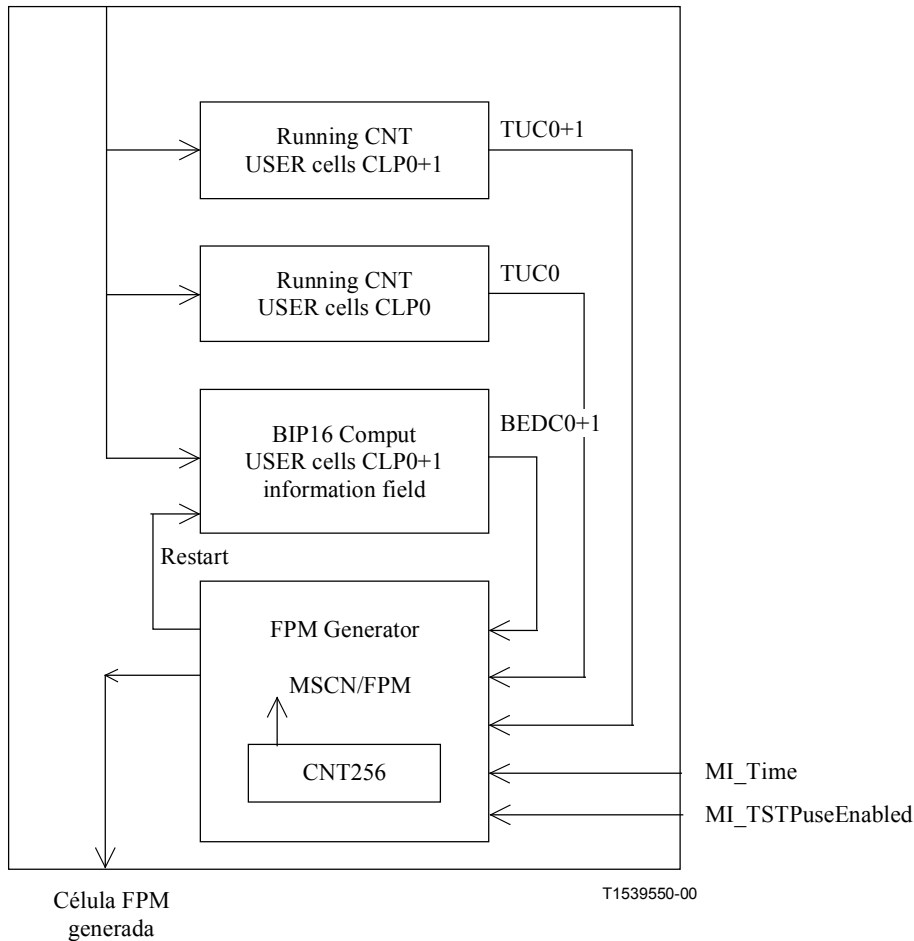 Running CNT
USER cells CLP0+1
TUC0+1
Running CNT
USER cells CLP0
TUC0
BIP16 Comput
USER cells CLP0+1
information field
BEDC0+1
Restart
FPM Generator
MSCN/FPM
CNT256
MI_Time
MI_TSTPuseEnabled
T1539550-00
Célula FPM
generada